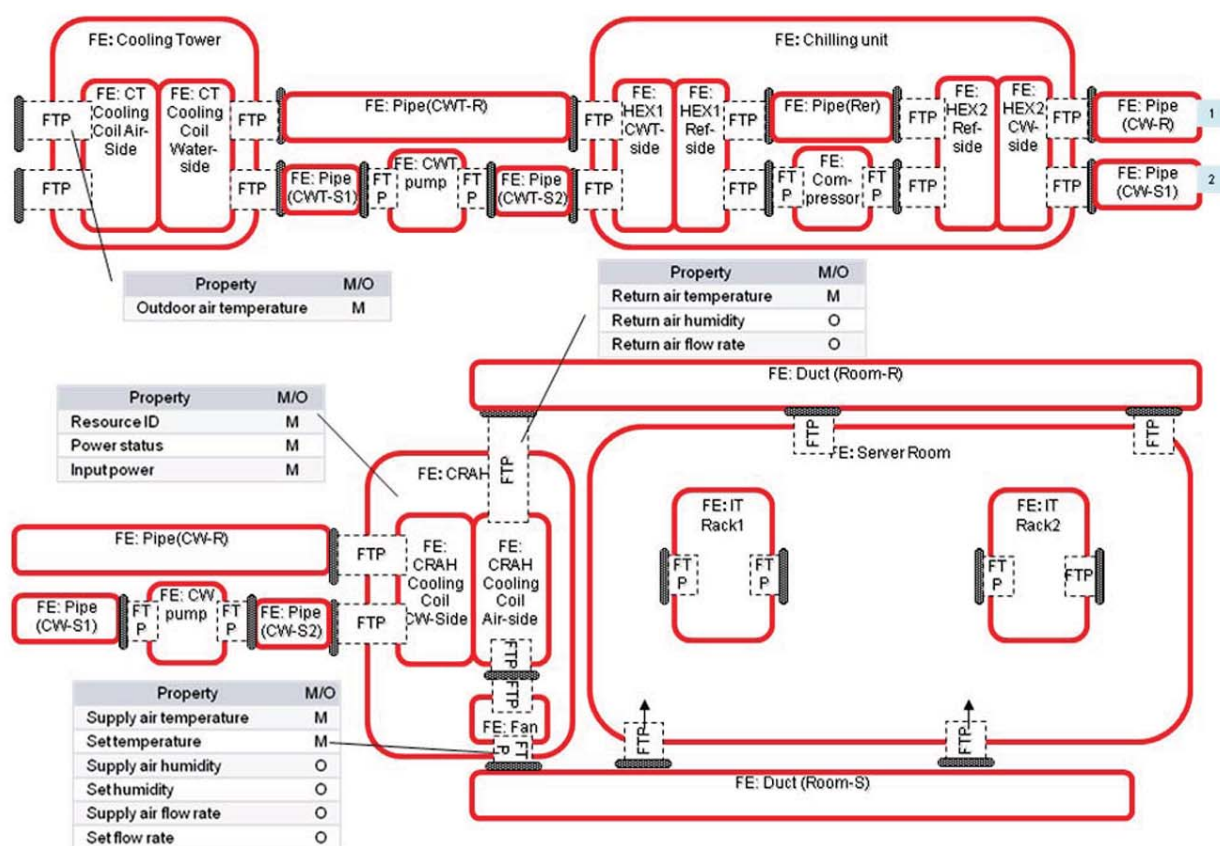 FE: Cooling Tower
FE: Chilling unit
FTP
FTP
FE: CT
Cooling
Coil Air-
Side
FE: CT
Cooling
Coil
Water-
side
FTP
FTP
FE: Pipe(CWT-R)
FE: Pipe
(CWT-S1)
FT
P
FE: CWT
pump
FT
P
FE: Pipe
(CWT-S2)
FTP
FTP
FE:
HEX1
CWT-
side
FE:
HEX1
Ref-
side
FTP
FTP
FE: Pipe(Rer)
FT
P
FE:
Com-
pressor
FT
P
FTP
FTP
FE:
HEX2
Ref-
side
FE:
HEX2
CW-
side
FTP
FTP
FE: Pipe
(CW-R)
1
FE: Pipe
(CW-S1)
2
Property M/O
Outdoor air temperature M
Property M/O
Return air temperature M
Return air humidity O
Return air flow rate O
Property M/O
Resource ID M
Power status M
Input power M
FE: Duct (Room-R)
FTP
FTP
FTP
FE: CRAH
FE: Server Room
FE: Pipe(CW-R)
FTP
FE: Pipe
(CW-S1)
FT
P
FE: CW
pump
FT
P
FE: Pipe
(CW-S2)
FTP
FE:
CRAH
Cooling
Coil
CW-Side
FE:
CRAH
Cooling
Coil
Air-side
FTP
FTP
FE: Fan
FT
P
FE: IT
Rack1
FT
P
FT
P
FE: IT
Rack2
FT
P
FTP
FTP
FTP
FE: Duct (Room-S)
Property M/O
Supply air temperature M
Set temperature M
Supply air humidity O
Set humidity O
Supply air flow rate O
Set flow rate O